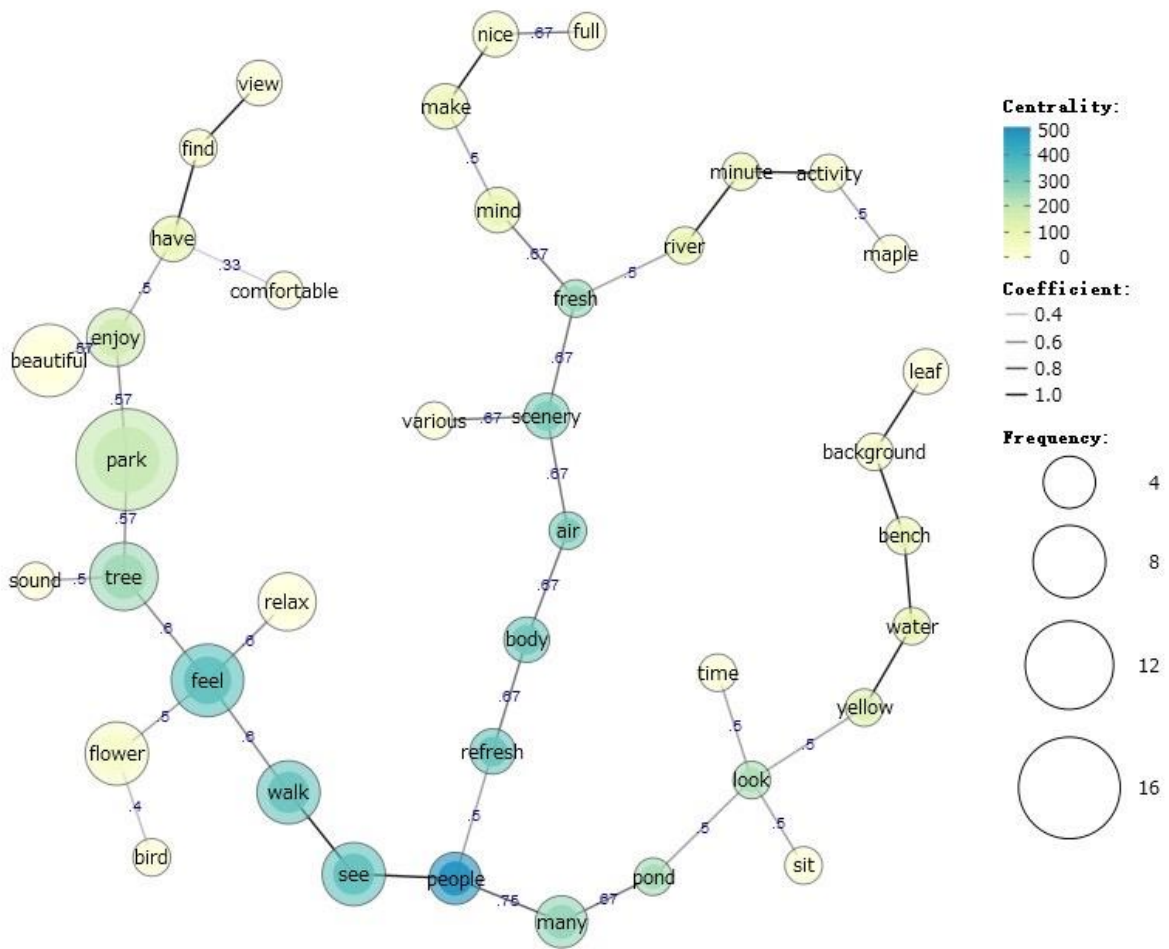 nice .67 full
view
make
find
.5
minute activity
mind
.5
have
river
maple
.67
.33
.5
comfortable
.5
fresh
enjoy
beautiful .57
.67
leaf
.57
scenery
various .67
background
park
.67
.57
air
bench
sound .5 tree
.67
relax
body
water
.6
.6
time
feel
.67
yellow
.5
.5
flower
.6
refresh
.5
look
walk
.4
.5
.5
.5
bird
sit
see
people
pond
.75
.67
many
Centrality:
500
400
300
200
100
0
Coefficient:
0.4
0.6
0.8
1.0
Frequency:
4
8
12
16